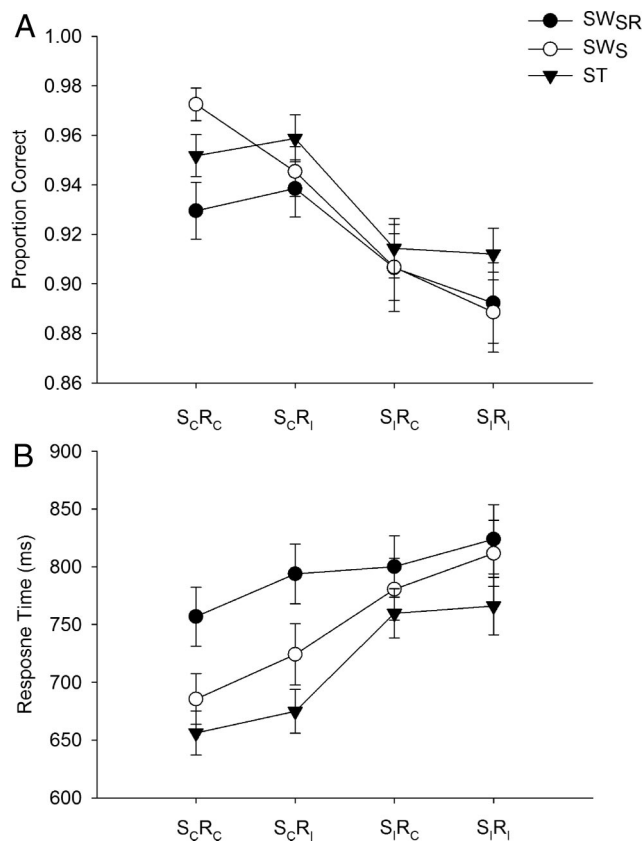 A
SWSR
SWS
ST
1.00
0.98
0.96
0.94
0.92
0.90
0.88
0.86
Proportion Correct
SCRC
SCRI
SIRC
SIRI
B
900
850
800
750
700
650
600
Resposne Time (ms)
SCRC
SCRI
SIRC
SIRI